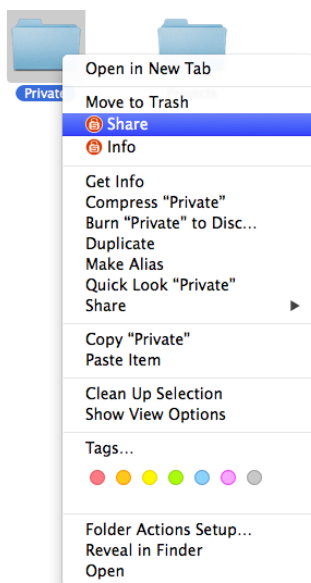 Private
Open in New Tab
Move to Trash
Share
Info
Get Info
Compress “Private”
Burn “Private” to Disc...
Duplicate
Make Alias
Quick Look “Private”
Share
Copy “Private”
Paste Item
Clean Up Selection
Show View Options
Tags...
Folder Actions Setup...
Reveal in Finder
Open